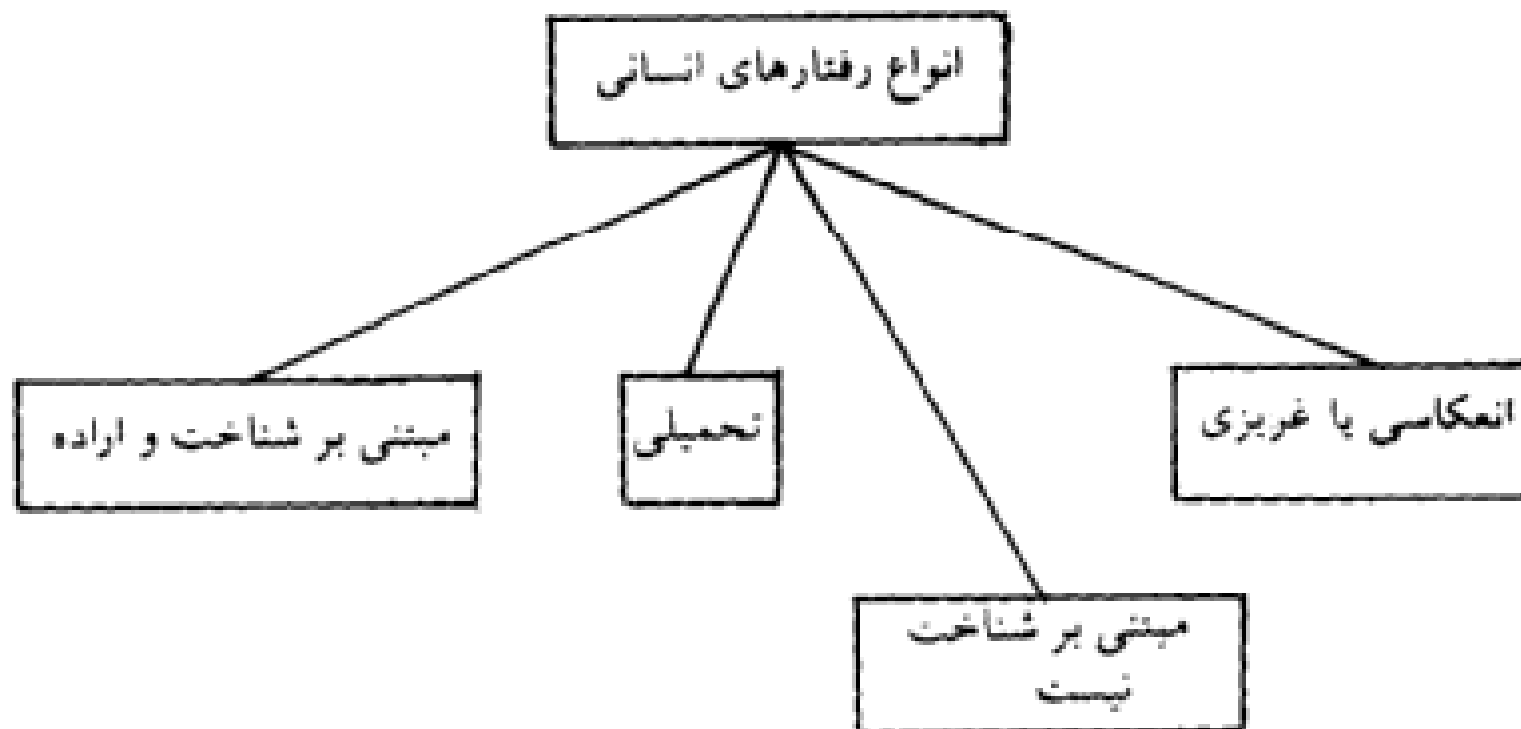 انواع رفتارهای انسانی
انعکاسی یا غریزی
مبتنی بر شناخت
نیست
تحمیلی
مبتنی بر شناخت و اراده